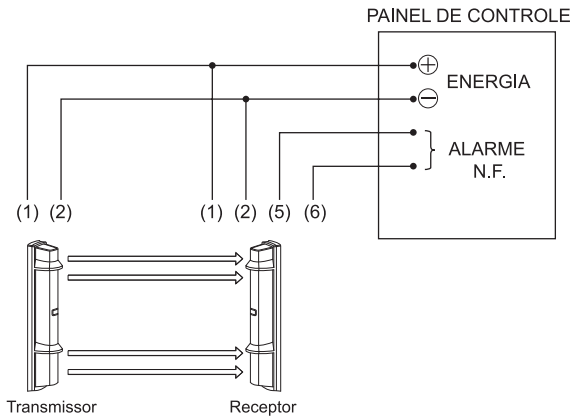 PAINEL DE CONTROLE
+
ENERGIA
−
ALARME
N.F.
(1) (2) (1) (2) (5) (6)
Transmissor Receptor